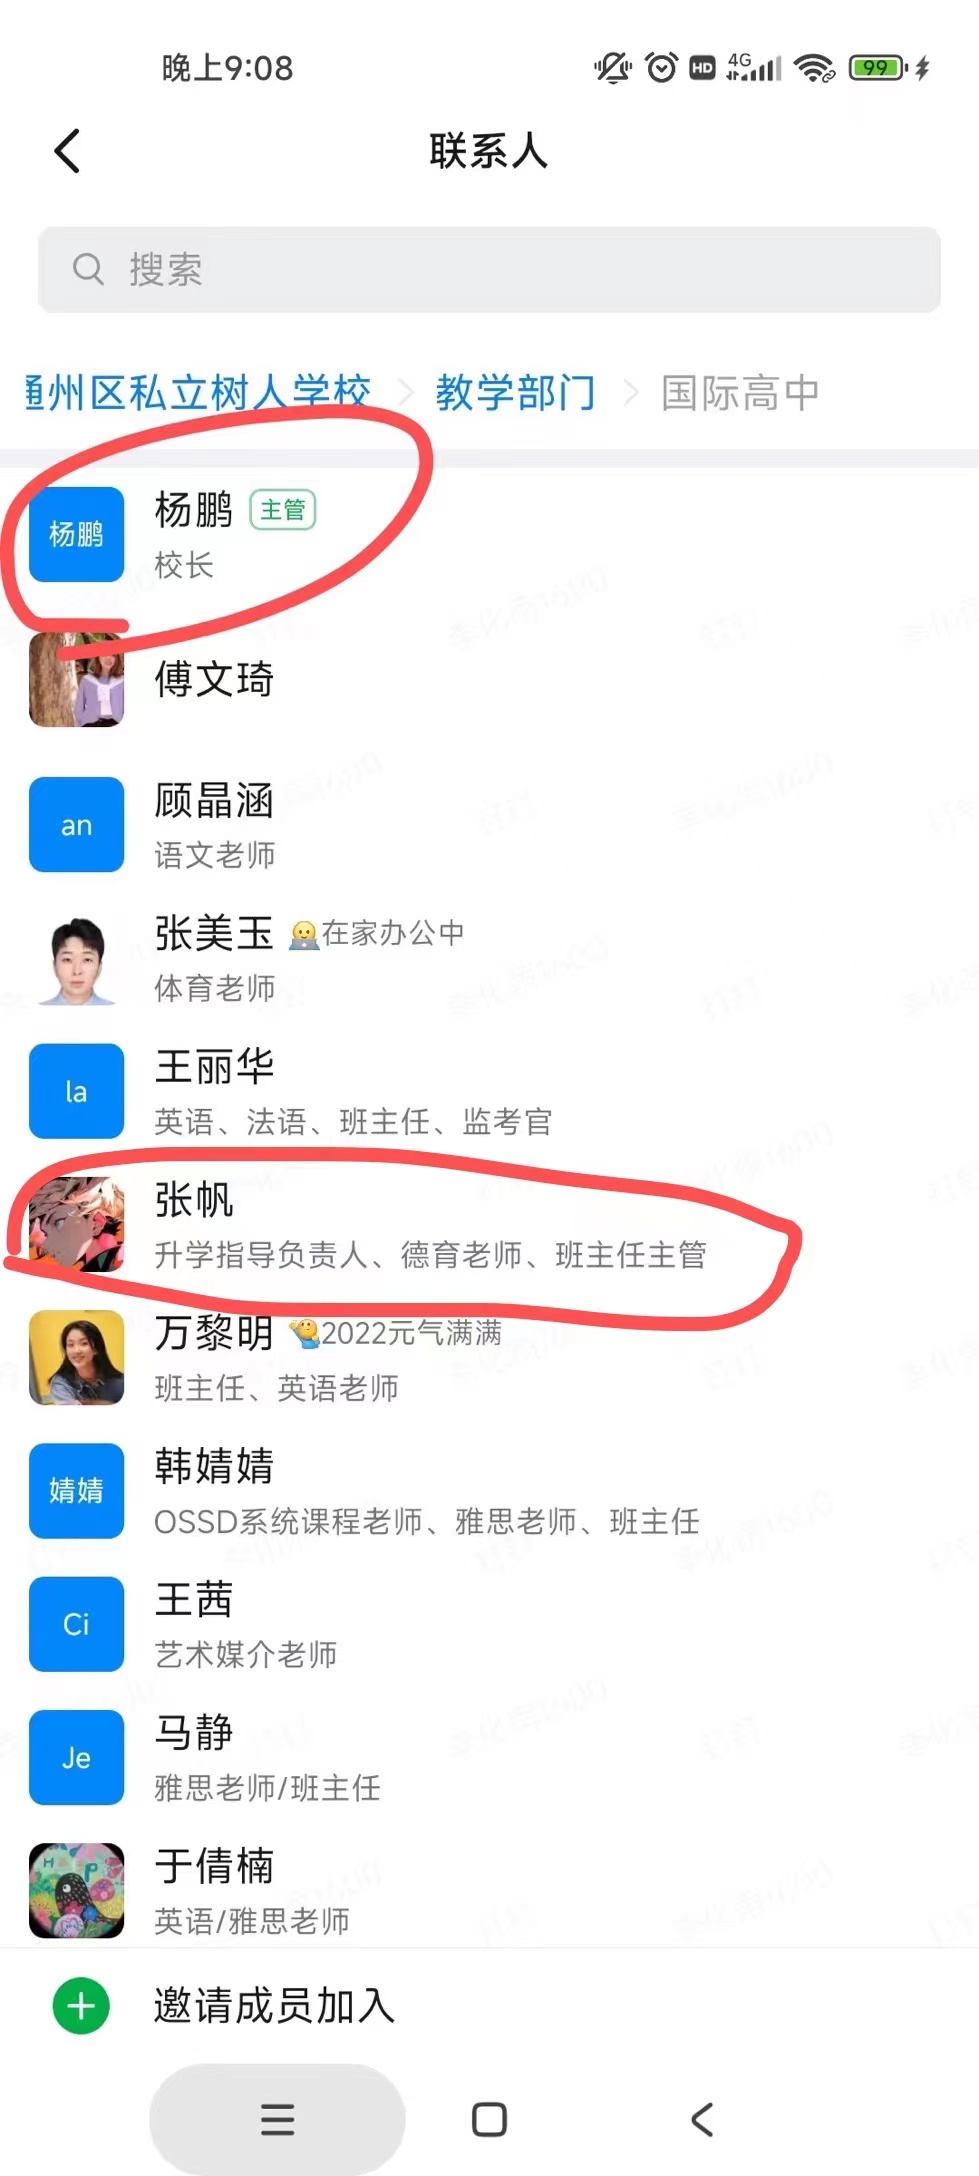 晚上9:08
HD 4G 99
联系人
搜索
通州区私立树人学校 > 教学部门 > 国际高中
杨鹏
杨鹏 主管
校长
傅文琦
an
顾晶涵
语文老师
张美玉 在家办公中
体育老师
la
王丽华
英语、法语、班主任、监考官
张帆
升学指导负责人、德育老师、班主任主管
万黎明 2022元气满满
班主任、英语老师
婧婧
韩婧婧
OSSD系统课程老师、雅思老师、班主任
Ci
王茜
艺术媒介老师
Je
马静
雅思老师/班主任
于倩楠
英语/雅思老师
邀请成员加入